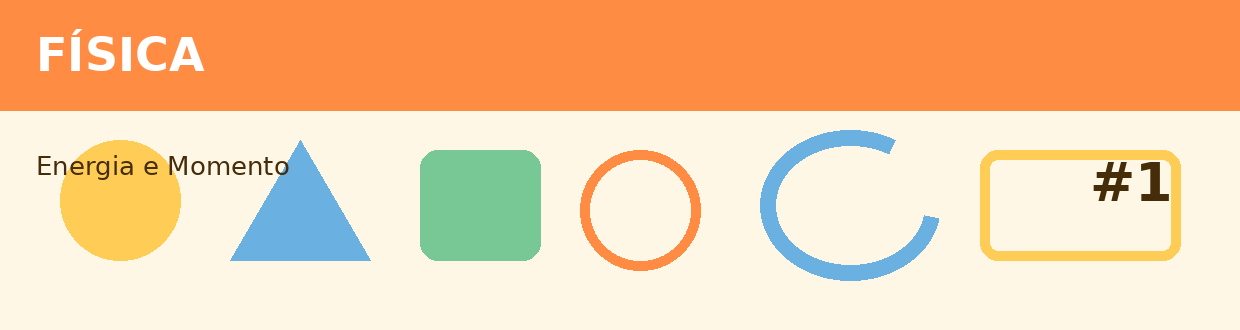 FÍSICA
Energia e Momento
#1